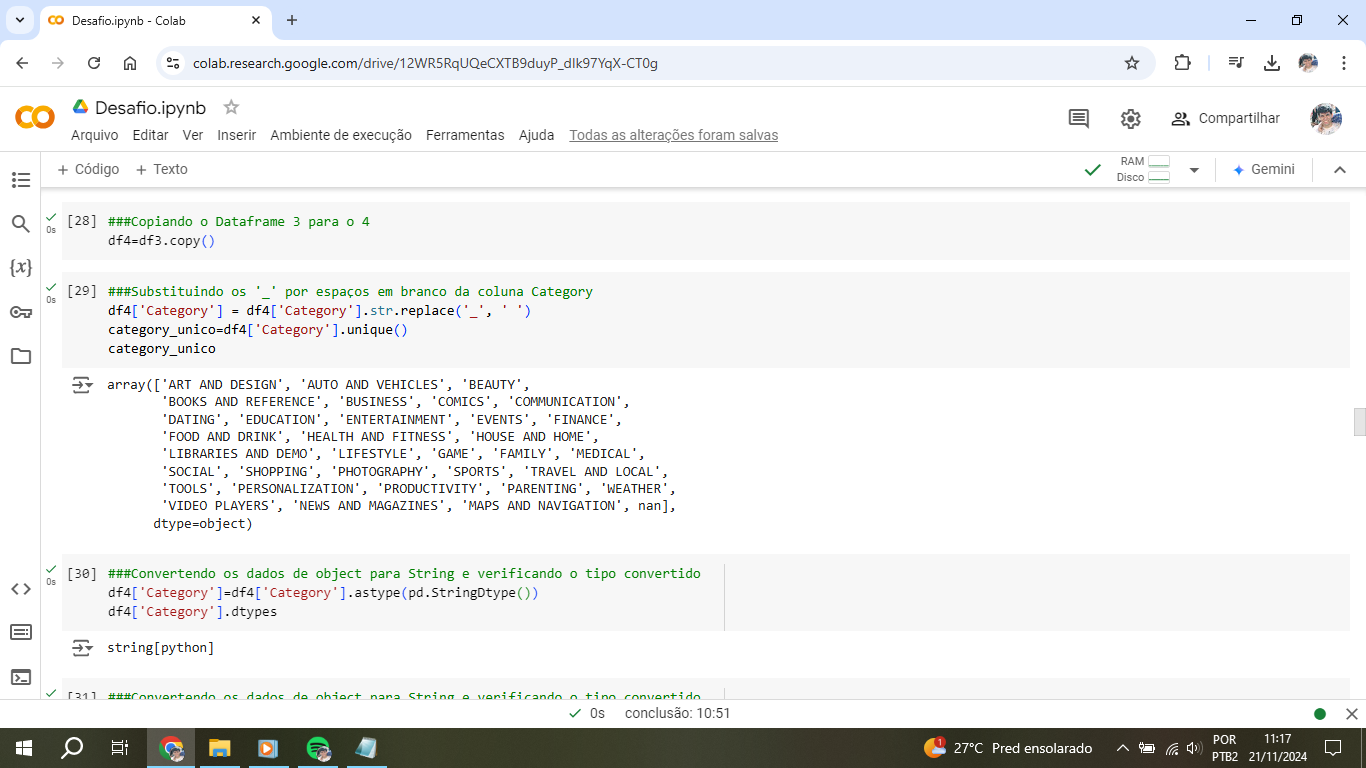 Desafio.ipynb - Colab
colab.research.google.com/drive/12WR5RqUQeCXTB9duyP_dIk97YqX-CT0g
Desafio.ipynb
Arquivo Editar Ver Inserir Ambiente de execução Ferramentas Ajuda Todas as alterações foram salvas
Compartilhar
+ Código + Texto
RAM
Disco
Gemini
[28] ###Copiando o Dataframe 3 para o 4
0s
df4=df3.copy()
[29] ###Substituindo os '_' por espaços em branco da coluna Category
0s
df4['Category'] = df4['Category'].str.replace('_', ' ')
category_unico=df4['Category'].unique()
category_unico
array(['ART AND DESIGN', 'AUTO AND VEHICLES', 'BEAUTY',
'BOOKS AND REFERENCE', 'BUSINESS', 'COMICS', 'COMMUNICATION',
'DATING', 'EDUCATION', 'ENTERTAINMENT', 'EVENTS', 'FINANCE',
'FOOD AND DRINK', 'HEALTH AND FITNESS', 'HOUSE AND HOME',
'LIBRARIES AND DEMO', 'LIFESTYLE', 'GAME', 'FAMILY', 'MEDICAL',
'SOCIAL', 'SHOPPING', 'PHOTOGRAPHY', 'SPORTS', 'TRAVEL AND LOCAL',
'TOOLS', 'PERSONALIZATION', 'PRODUCTIVITY', 'PARENTING', 'WEATHER',
'VIDEO PLAYERS', 'NEWS AND MAGAZINES', 'MAPS AND NAVIGATION', nan],
dtype=object)
[30] ###Convertendo os dados de object para String e verificando o tipo convertido
0s
df4['Category']=df4['Category'].astype(pd.StringDtype())
df4['Category'].dtypes
string[python]
[31] ###Convertendo os dados de object para String e verificando o tipo convertido
0s conclusão: 10:51
1
27°C Pred ensolarado
POR
PTB2
11:17
21/11/2024